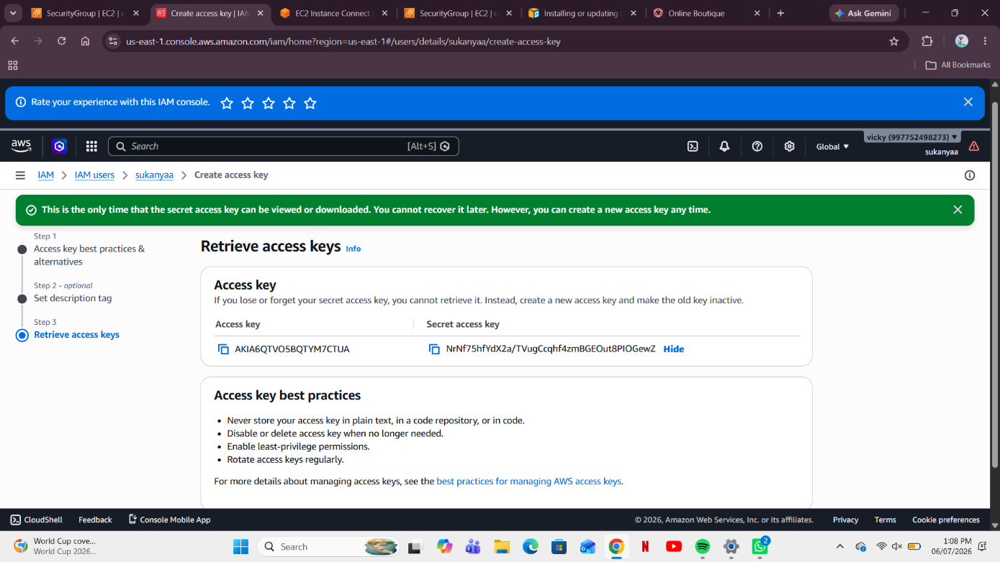 SecurityGroup | EC2 | u
Create access key | IAM
EC2 Instance Connect
SecurityGroup | EC2 | u
Installing or updating
Online Boutique
Ask Gemini
us-east-1.console.aws.amazon.com/iam/home?region=us-east-1#/users/details/sukanyaa/create-access-key
All Bookmarks
Rate your experience with this IAM console.
aws
Search
[Alt+S]
Global
vicky (997752498273)
sukanyaa
IAM
IAM users
sukanyaa
Create access key
This is the only time that the secret access key can be viewed or downloaded. You cannot recover it later. However, you can create a new access key any time.
Step 1
Access key best practices &
alternatives
Step 2 - optional
Set description tag
Step 3
Retrieve access keys
Retrieve access keys Info
Access key
If you lose or forget your secret access key, you cannot retrieve it. Instead, create a new access key and make the old key inactive.
Access key
Secret access key
AKIA6QTVO5BQTYM7CTUA
NrNf75hfYdX2a/TVugCcqhf4zmBGEOut8PIOGewZ Hide
Access key best practices
• Never store your access key in plain text, in a code repository, or in code.
• Disable or delete access key when no longer needed.
• Enable least-privilege permissions.
• Rotate access keys regularly.
For more details about managing access keys, see the best practices for managing AWS access keys.
CloudShell
Feedback
Console Mobile App
© 2026, Amazon Web Services, Inc. or its affiliates.
Privacy
Terms
Cookie preferences
World Cup cove...
World Cup 2026...
Search
N
2
1:08 PM
06/07/2026